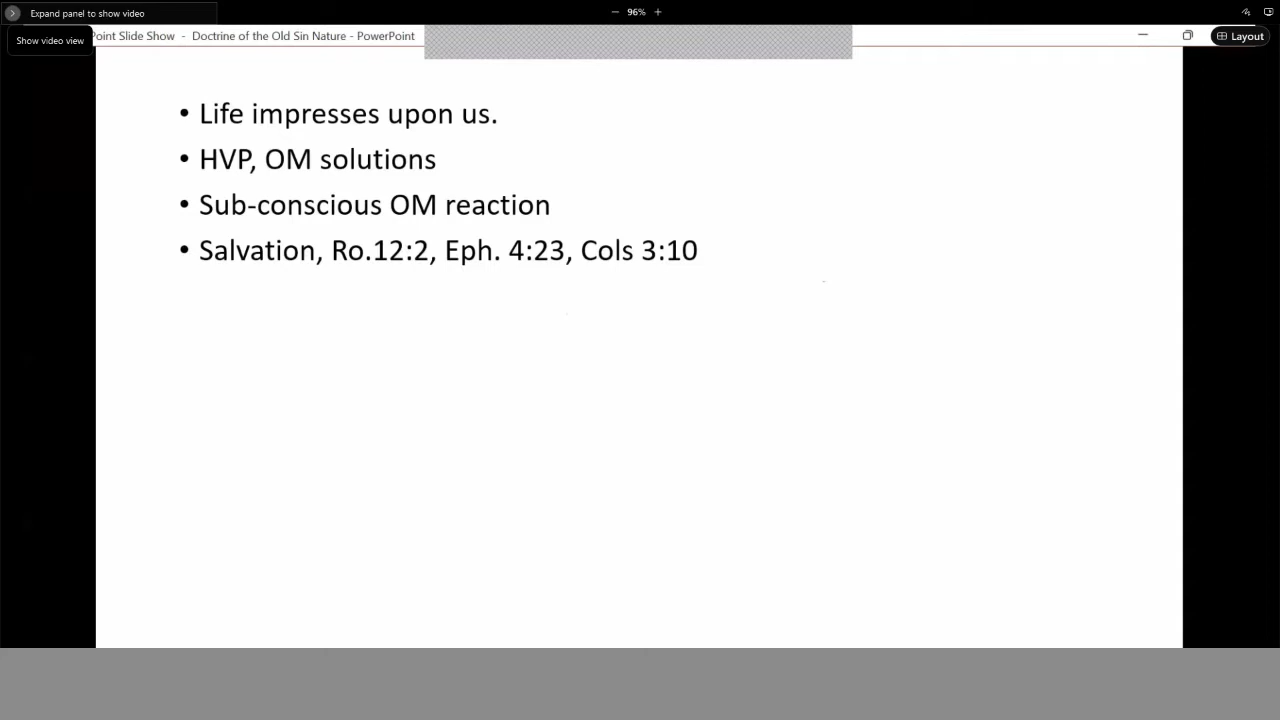 Expand panel to show video
− 96% +
Show video view
Point Slide Show - Doctrine of the Old Sin Nature - PowerPoint
Layout
• Life impresses upon us.
• HVP, OM solutions
• Sub-conscious OM reaction
• Salvation, Ro.12:2, Eph. 4:23, Cols 3:10